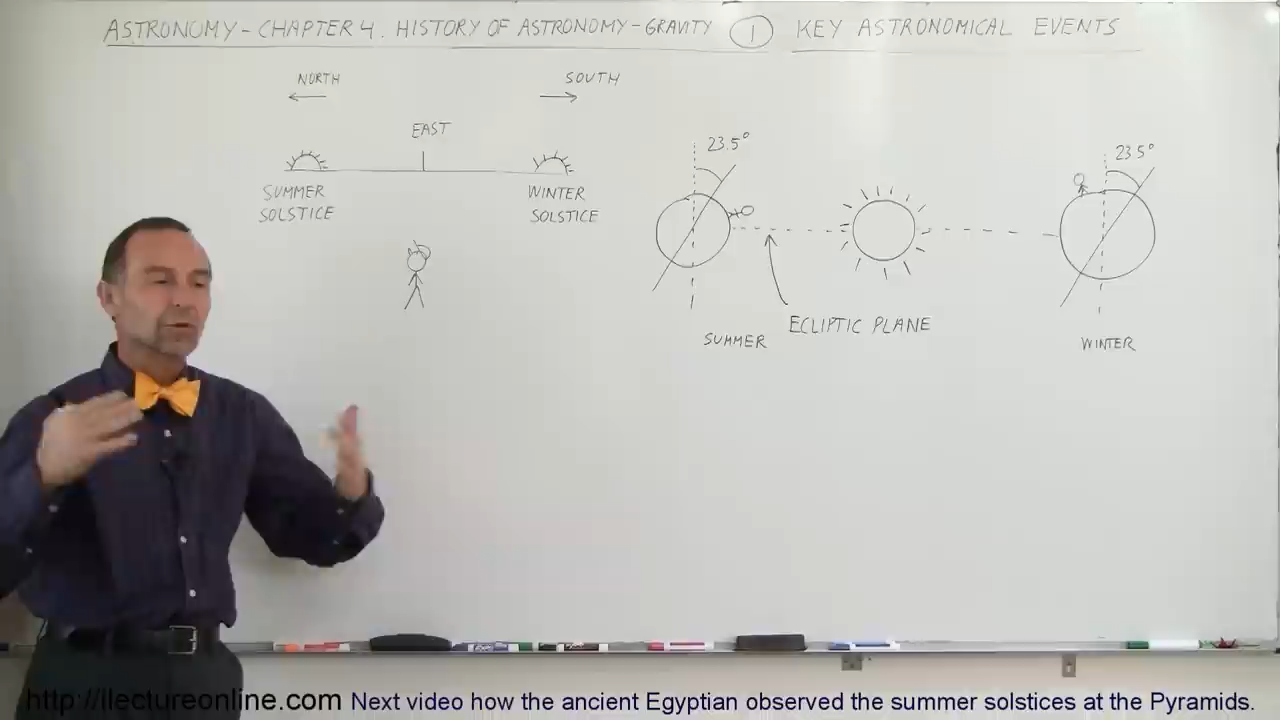 ASTRONOMY - CHAPTER 4. HISTORY OF ASTRONOMY - GRAVITY 1 KEY ASTRONOMICAL EVENTS
NORTH
SOUTH
EAST
SUMMER
SOLSTICE
WINTER
SOLSTICE
23.5°
23.5°
ECLIPTIC PLANE
SUMMER
WINTER
http://ilectureonline.com Next video how the ancient Egyptian observed the summer solstices at the Pyramids.